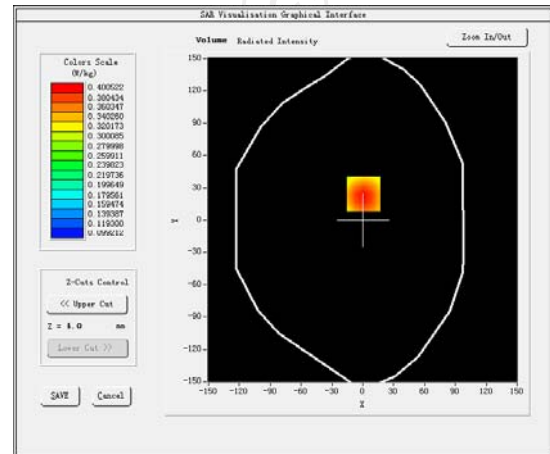 SAR Visualisation Graphical Interface
Volume Radiated Intensity
Zoom In/Out
Colors Scale
(W/kg)
0.400522
0.380434
0.360347
0.340260
0.320173
0.300085
0.279998
0.259911
0.239823
0.219736
0.199649
0.179561
0.159474
0.139387
0.119300
0.099212
Z-Cuts Control
<< Upper Cut
Z = 4.0 mm
Lower Cut >>
SAVE
Cancel
150
120
90
60
30
0
-30
-60
-90
-120
-150
Y
-150 -120 -90 -60 -30 0 30 60 90 120 150
X